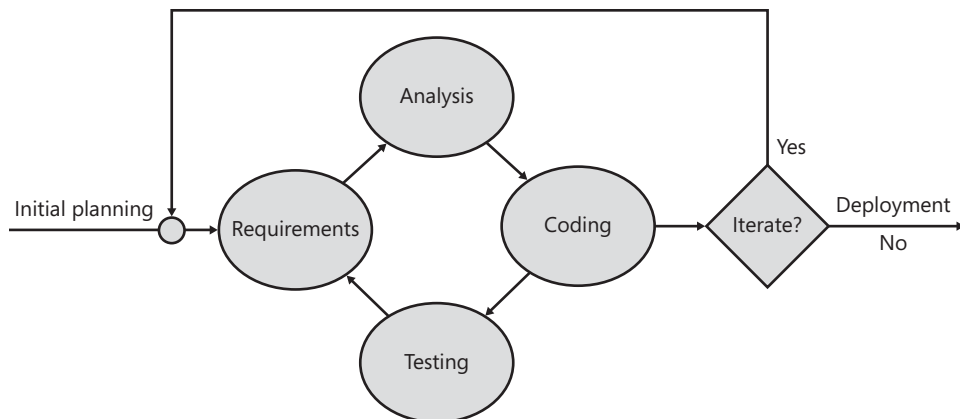 Analysis
Yes
Initial planning
Requirements
Coding
Iterate?
Deployment
No
Testing